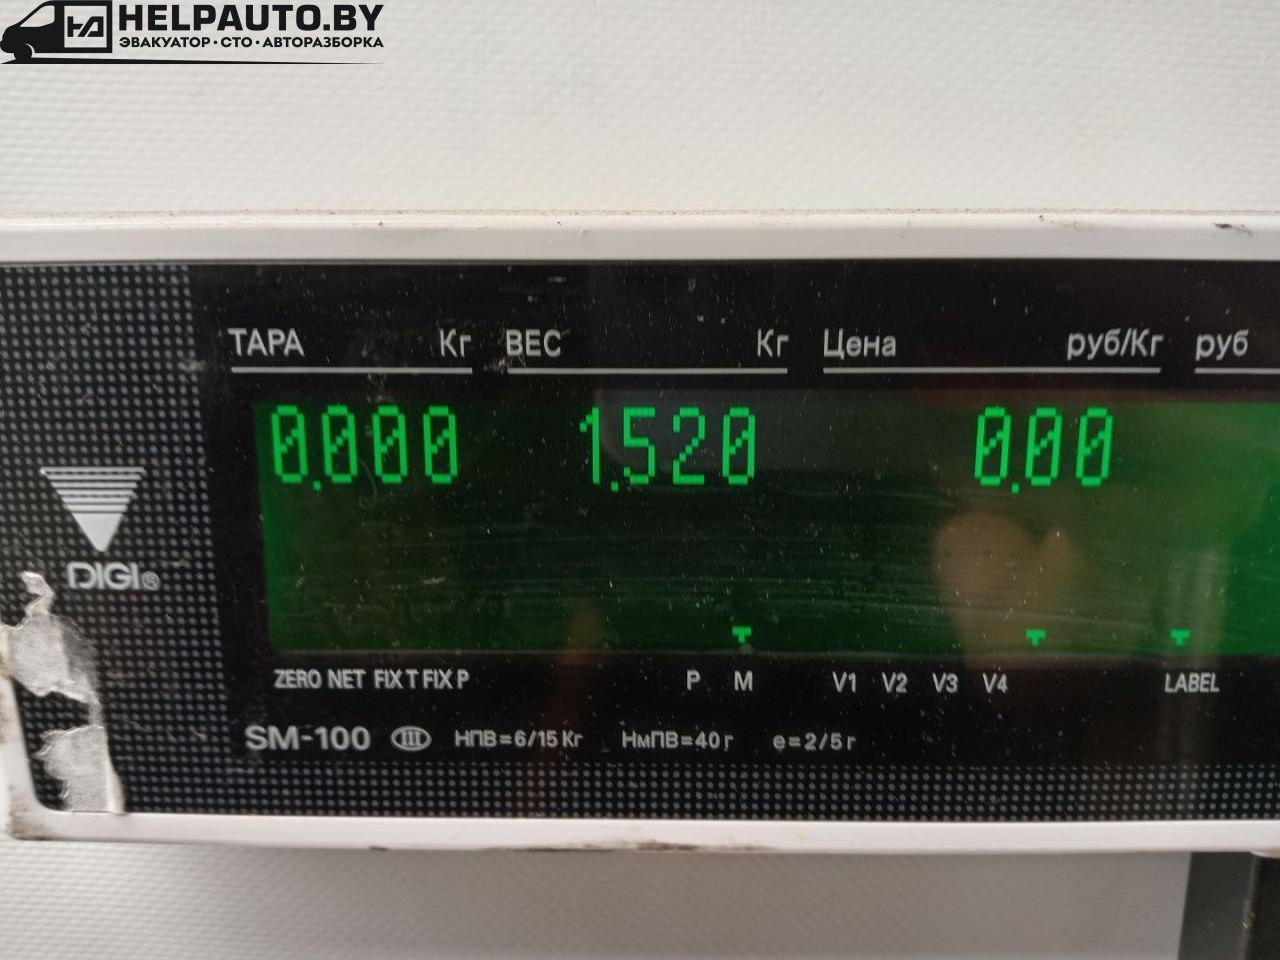 HELPAUTO.BY
ЭВАКУАТОР • СТО • АВТОРАЗБОРКА
ТАРА Кг ВЕС Кг Цена руб/Кг руб
0.000 1.520 0.00
DIGI®
ZERO NET FIX T FIX P P M V1 V2 V3 V4 LABEL
SM-100 III НПВ=6/15 Кг НмПВ=40 г e=2/5 г